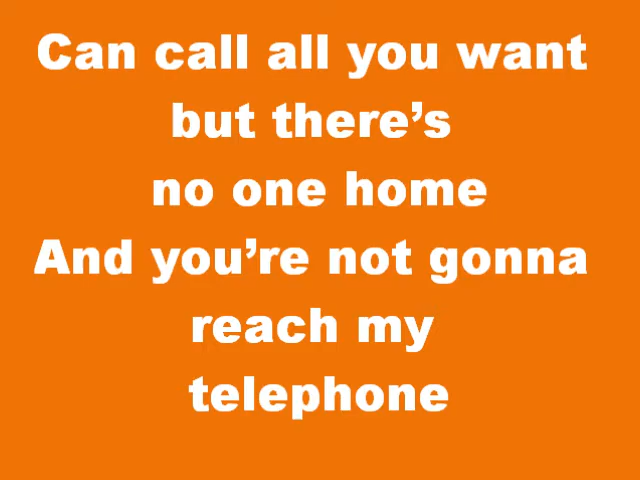 Can call all you want
but there’s
no one home
And you’re not gonna
reach my
telephone